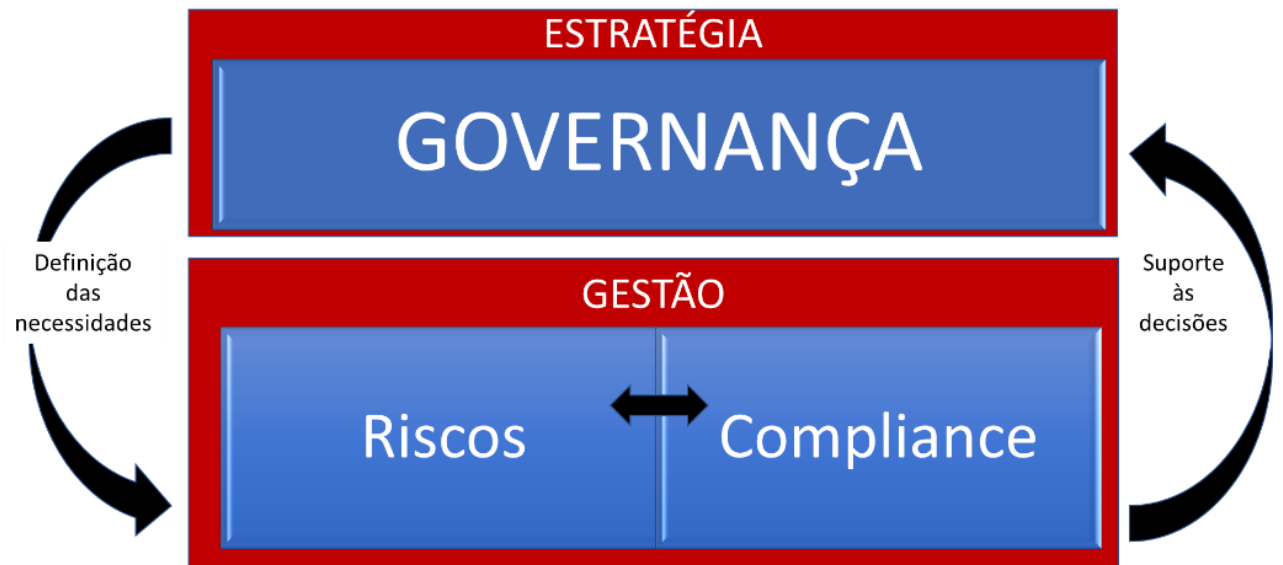 ESTRATÉGIA
GOVERNANÇA
Definição
das
necessidades
Suporte
às
decisões
GESTÃO
Riscos
Compliance